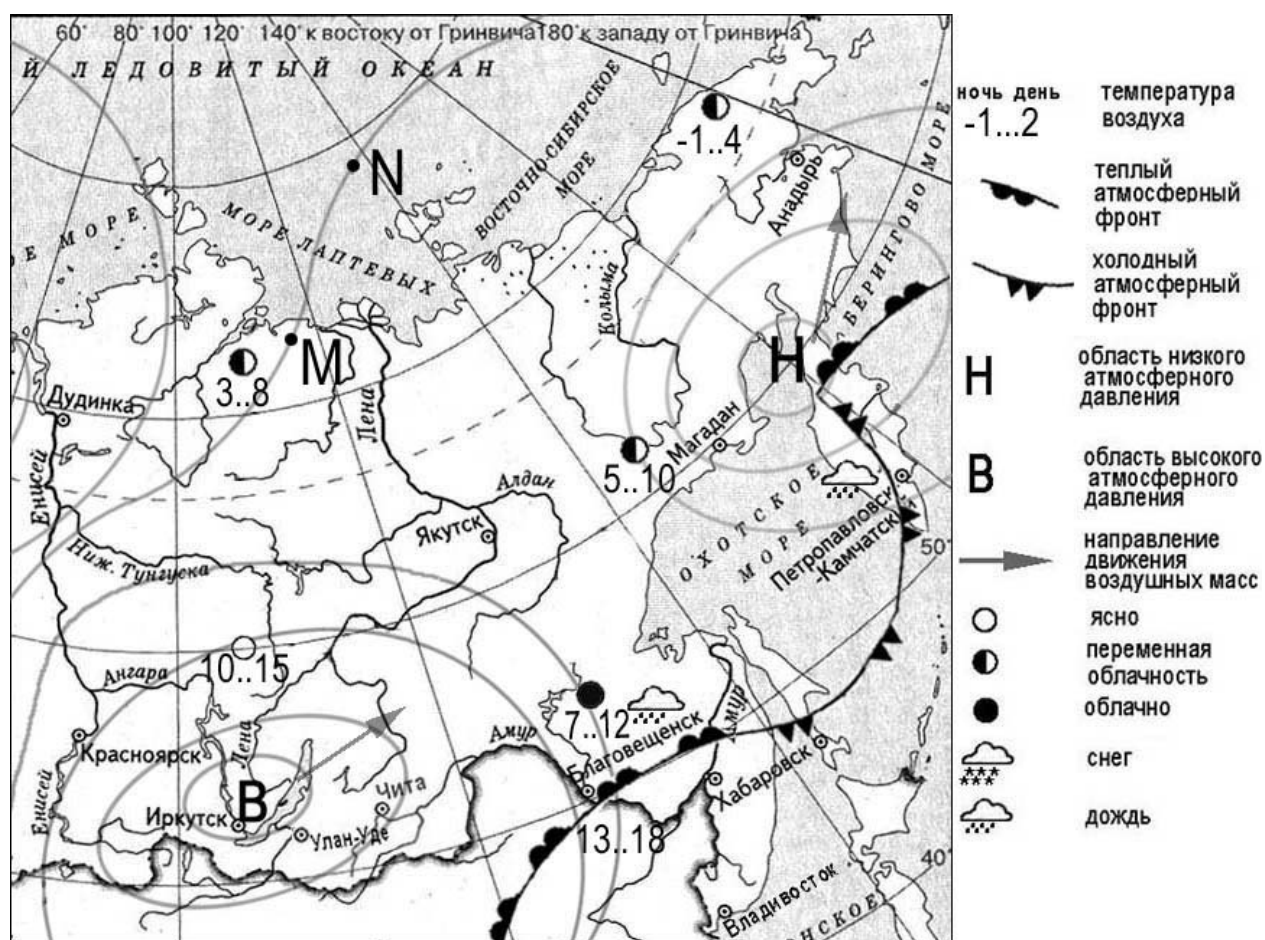 60° 80° 100° 120° 140° к востоку от Гринвича 180° к западу от Гринвича
Й ЛЕДОВИТЫЙ ОКЕАН
ВОСТОЧНО-СИБИРСКОЕ
МОРЕ
-1..4
Анадырь
БЕРИНГОВО МОРЕ
N
ОЕ МОРЕ
МОРЕ ЛАПТЕВЫХ
Колыма
М
3..8
Н
Дудинка
Лена
Магадан
5..10
Енисей
Алдан
Якутск
ОХОТСКОЕ
МОРЕ
Петропавловск
-Камчатский
50°
Ниж. Тунгуска
10..15
Ангара
7..12
Амур
Красноярск
Лена
Амур
Благовещенск
Хабаровск
Енисей
В
Чита
Иркутск
Улан-Уде
13..18
40°
Владивосток
НСКОЕ
ночь день
-1...2
температура
воздуха
теплый
атмосферный
фронт
холодный
атмосферный
фронт
Н
область низкого
атмосферного
давления
В
область высокого
атмосферного
давления
направление
движения
воздушных масс
ясно
переменная
облачность
облачно
снег
дождь